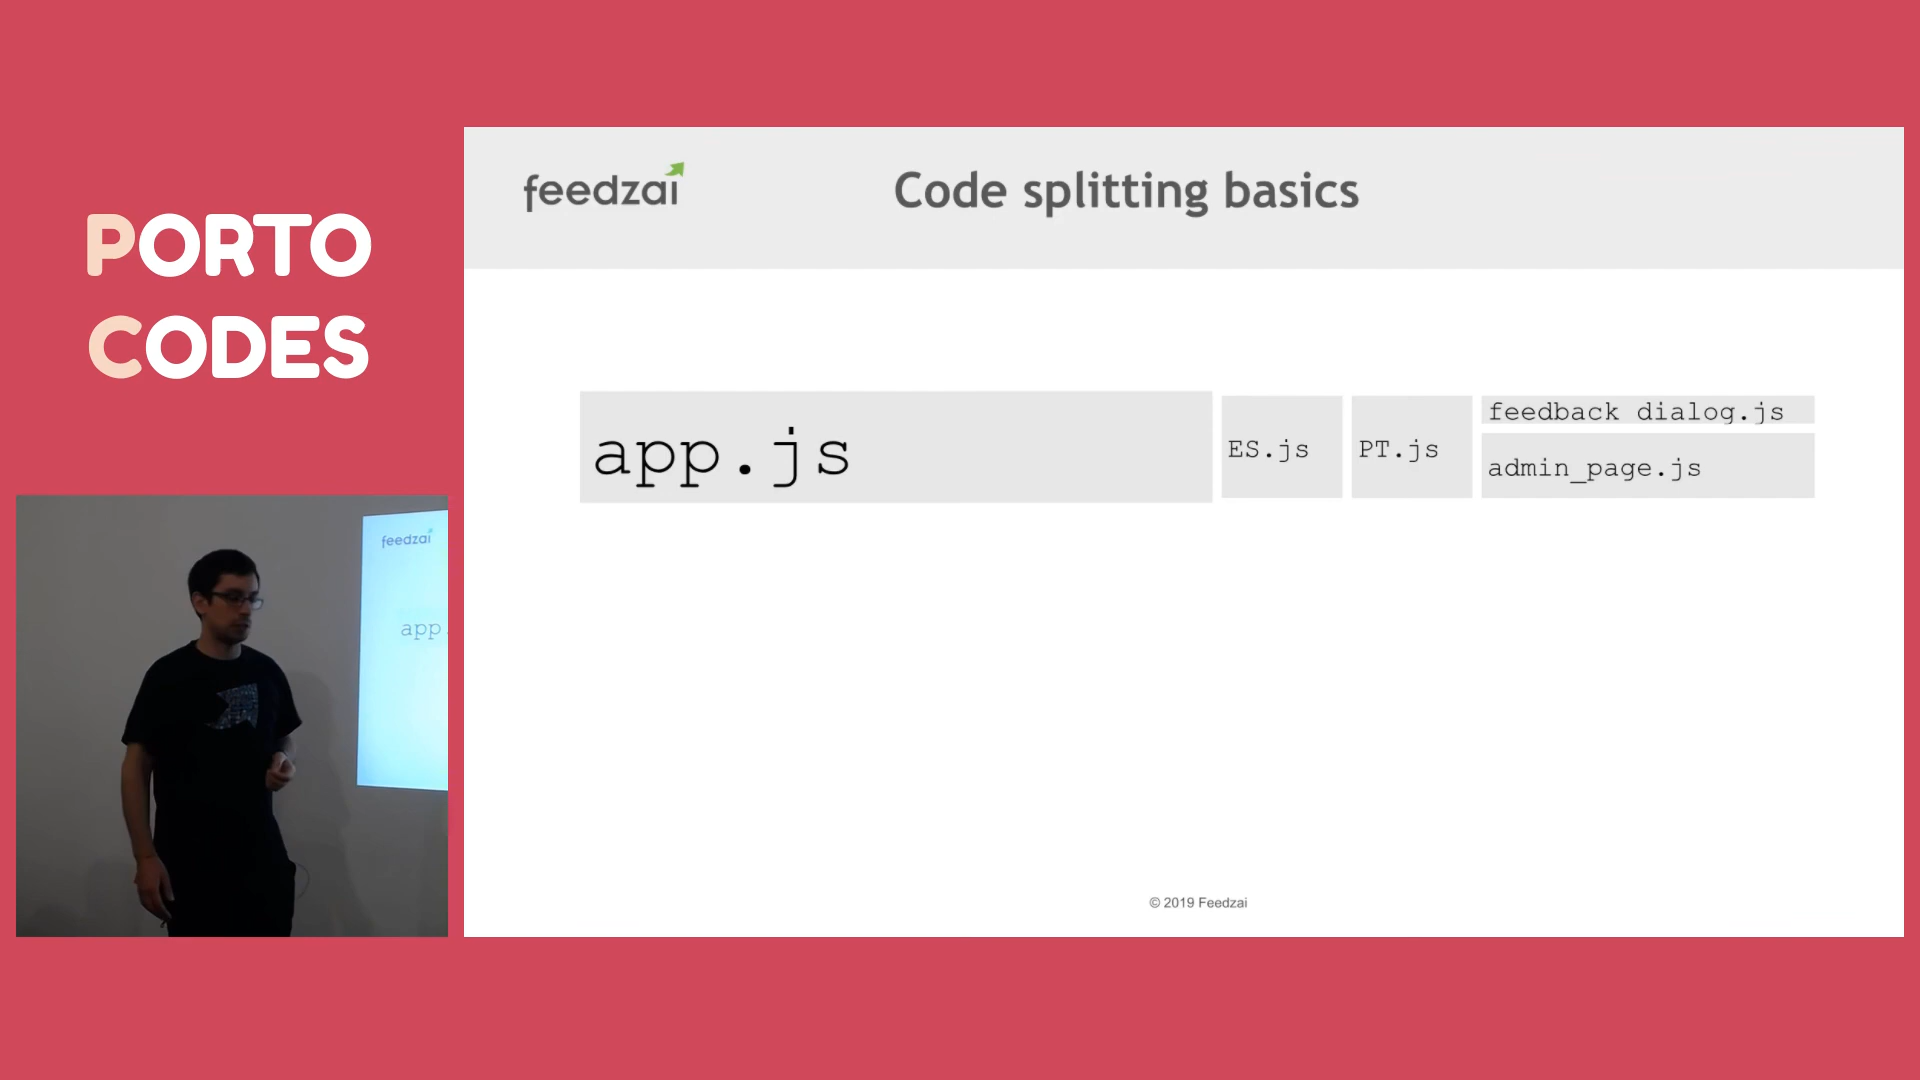 PORTO
CODES
feedzai
Code splitting basics
app.js
ES.js
PT.js
feedback dialog.js
admin_page.js
© 2019 Feedzai
feedzai
app.